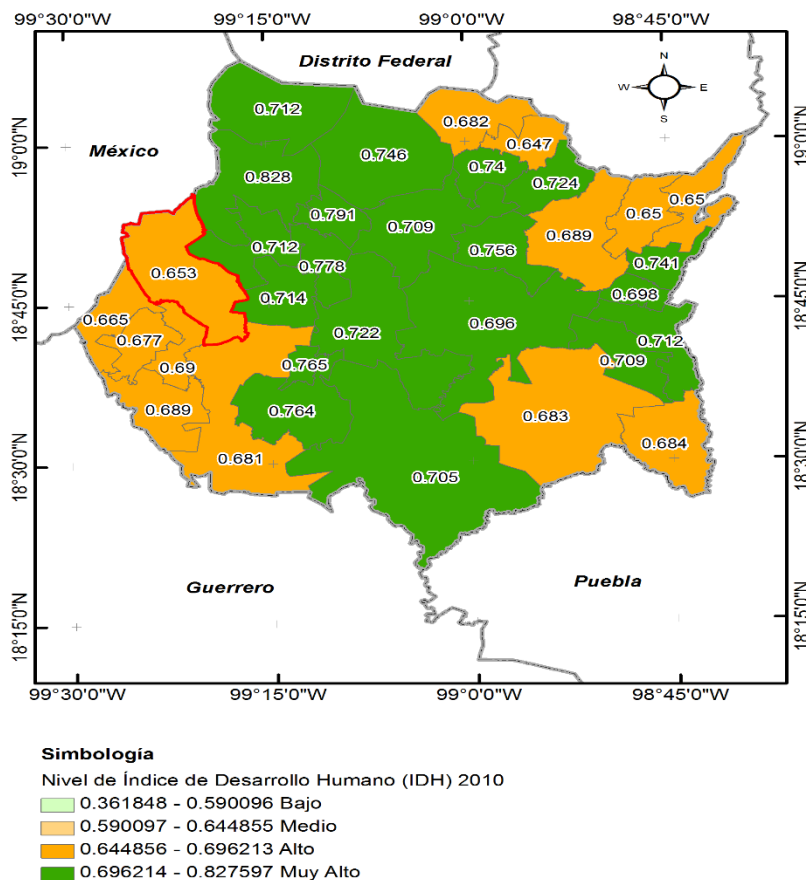 99°30'0"W 99°15'0"W 99°0'0"W 98°45'0"W
Distrito Federal
N
W E
S
0.712
0.682
0.647
19°0'0"N
19°0'0"N
México
0.746
0.74
0.828
0.724
0.65
0.65
0.791
0.709
0.689
0.712
0.756
0.653
0.778
0.741
0.714
0.698
18°45'0"N
18°45'0"N
0.665
0.696
0.677
0.722
0.712
0.709
0.69
0.765
0.689
0.764
0.683
0.684
0.681
18°30'0"N
18°30'0"N
0.705
Guerrero
Puebla
18°15'0"N
18°15'0"N
99°30'0"W 99°15'0"W 99°0'0"W 98°45'0"W
Simbología
Nivel de Índice de Desarrollo Humano (IDH) 2010
0.361848 - 0.590096 Bajo
0.590097 - 0.644855 Medio
0.644856 - 0.696213 Alto
0.696214 - 0.827597 Muy Alto